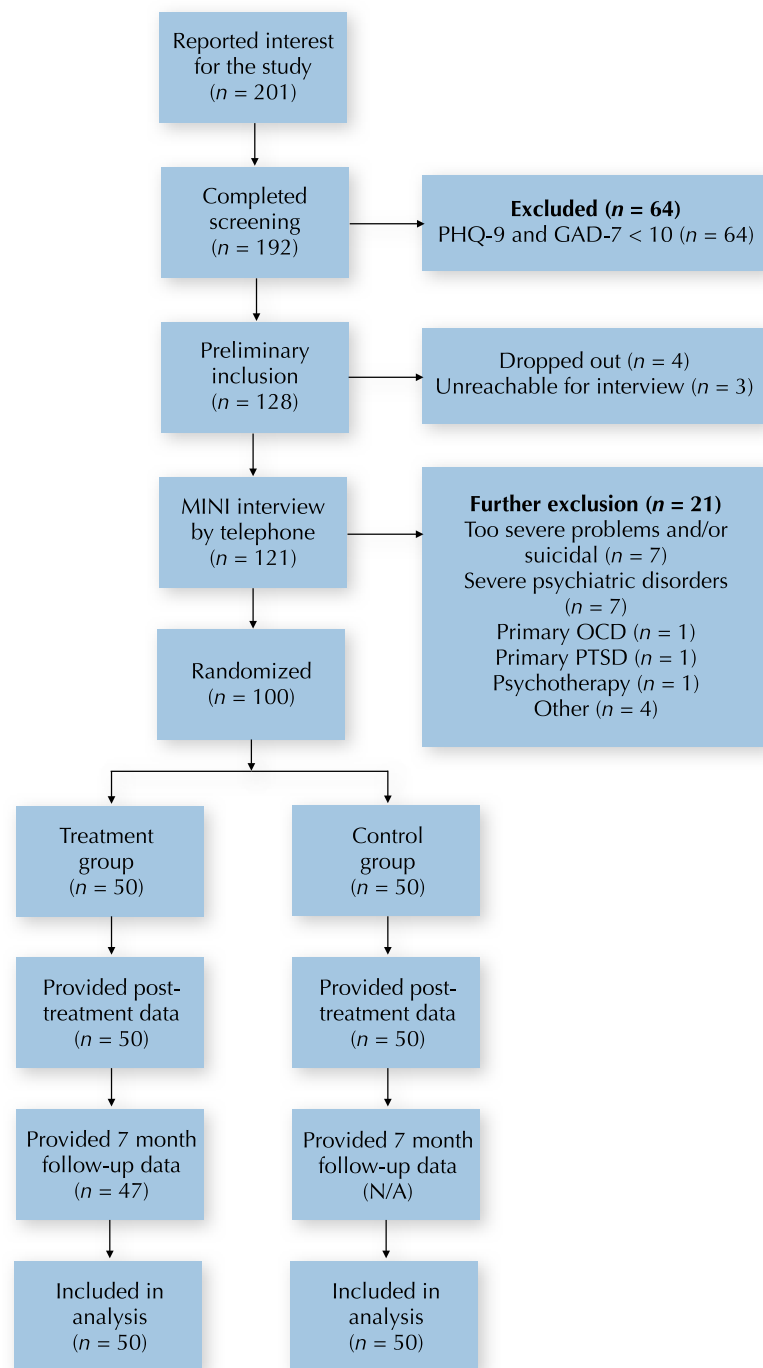 Reported interest
for the study
(n = 201)
Completed
screening
(n = 192)
Excluded (n = 64)
PHQ-9 and GAD-7 < 10 (n = 64)
Preliminary
inclusion
(n = 128)
Dropped out (n = 4)
Unreachable for interview (n = 3)
MINI interview
by telephone
(n = 121)
Further exclusion (n = 21)
Too severe problems and/or
suicidal (n = 7)
Severe psychiatric disorders
(n = 7)
Primary OCD (n = 1)
Primary PTSD (n = 1)
Psychotherapy (n = 1)
Other (n = 4)
Randomized
(n = 100)
Treatment
group
(n = 50)
Control
group
(n = 50)
Provided post-
treatment data
(n = 50)
Provided post-
treatment data
(n = 50)
Provided 7 month
follow-up data
(n = 47)
Provided 7 month
follow-up data
(N/A)
Included in
analysis
(n = 50)
Included in
analysis
(n = 50)